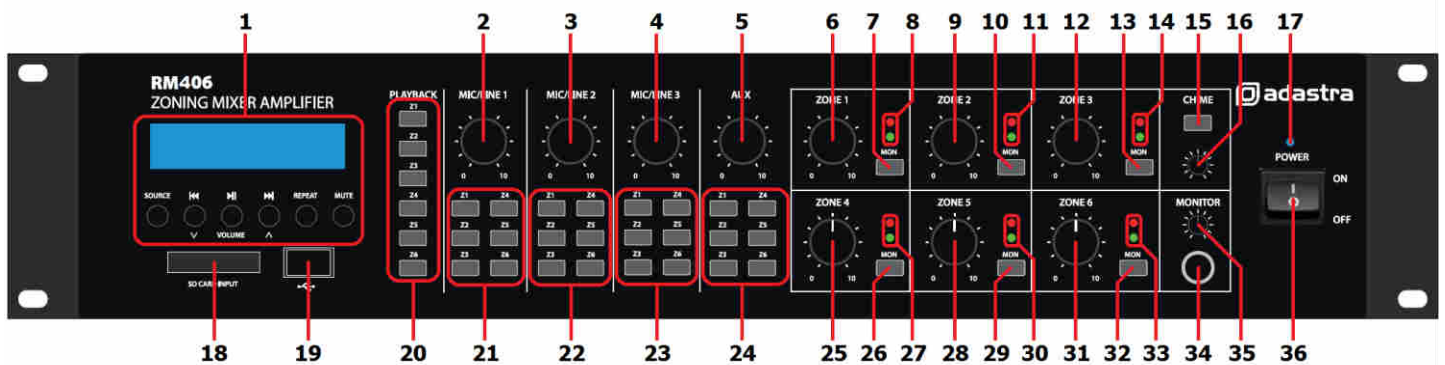 1 2 3 4 5 6 7 8 9 10 11 12 13 14 15 16 17
RM406
ZONING MIXER AMPLIFIER
PLAYBACK MIC/LINE 1 MIC/LINE 2 MIC/LINE 3 AUX
ZONE 1 ZONE 2 ZONE 3 CHIME
adastra
Z1
Z2
Z3
Z4
Z5
Z6
0 10 0 10 0 10 0 10
MON MON MON
0 10 0 10 0 10
POWER
ON
OFF
I
O
SOURCE REPEAT MUTE
VOLUME
SD CARD INPUT
Z1 Z4 Z1 Z4 Z1 Z4 Z1 Z4
Z2 Z5 Z2 Z5 Z2 Z5 Z2 Z5
Z3 Z6 Z3 Z6 Z3 Z6 Z3 Z6
ZONE 4 ZONE 5 ZONE 6 MONITOR
MON MON MON
0 10 0 10 0 10
18 19 20 21 22 23 24 25 26 27 28 29 30 31 32 33 34 35 36